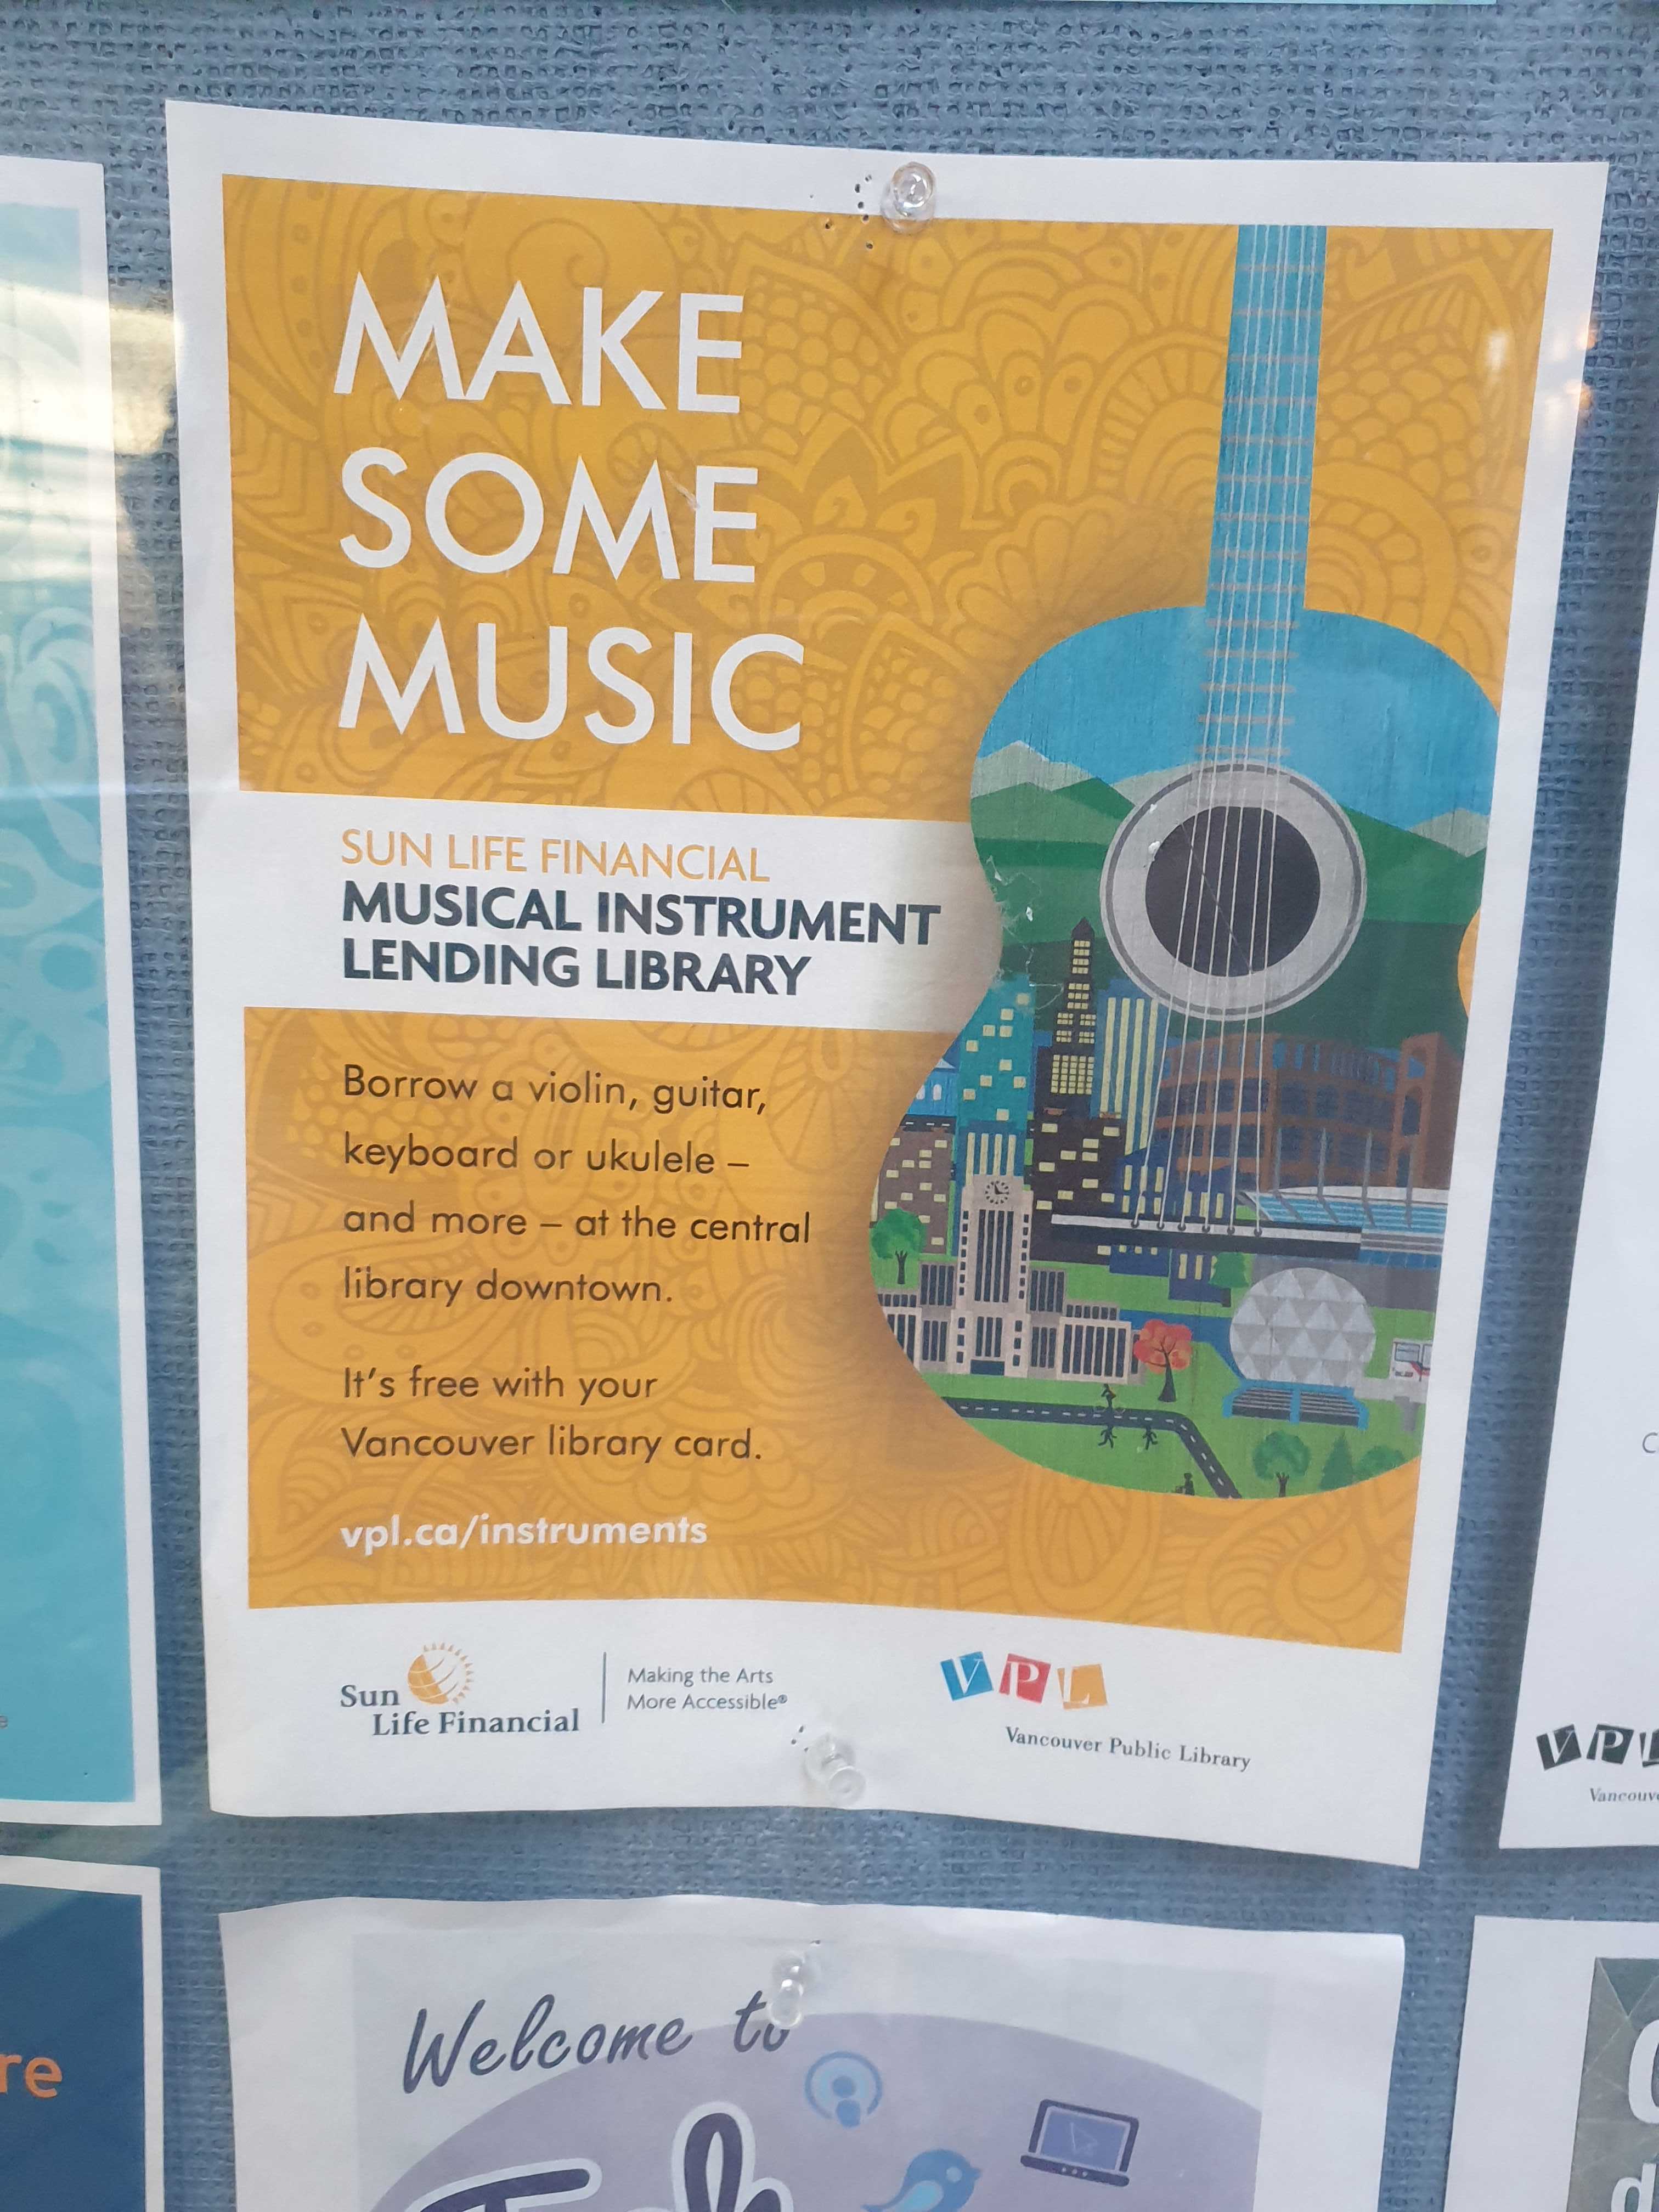 MAKE
SOME
MUSIC
SUN LIFE FINANCIAL
MUSICAL INSTRUMENT
LENDING LIBRARY
Borrow a violin, guitar,
keyboard or ukulele –
and more – at the central
library downtown.
It's free with your
Vancouver library card.
vpl.ca/instruments
Sun
Life Financial
Making the Arts
More Accessible®
VPL
Vancouver Public Library
VPL
re
Welcome to